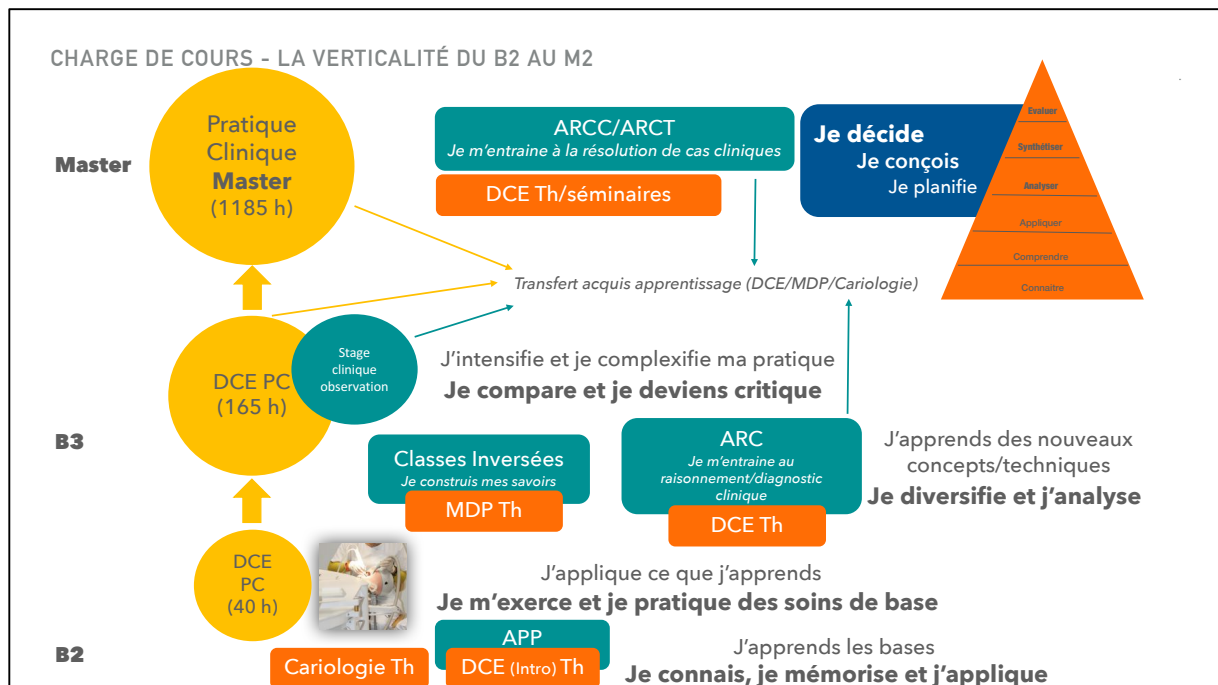 CHARGE DE COURS - LA VERTICALITÉ DU B2 AU M2
Master
Pratique
Clinique
Master
(1185 h)
ARCC/ARCT
Je m'entraine à la résolution de cas cliniques
DCE Th/séminaires
Je décide
Je conçois
Je planifie
Evaluer
Synthétiser
Analyser
Appliquer
Comprendre
Connaitre
Transfert acquis apprentissage (DCE/MDP/Cariologie)
B3
DCE PC
(165 h)
Stage
clinique
observation
J'intensifie et je complexifie ma pratique
Je compare et je deviens critique
Classes Inversées
Je construis mes savoirs
MDP Th
ARC
Je m'entraine au
raisonnement/diagnostic
clinique
DCE Th
J'apprends des nouveaux
concepts/techniques
Je diversifie et j'analyse
DCE
PC
(40 h)
J'applique ce que j'apprends
Je m'exerce et je pratique des soins de base
B2
Cariologie Th
APP
DCE (Intro) Th
J'apprends les bases
Je connais, je mémorise et j'applique